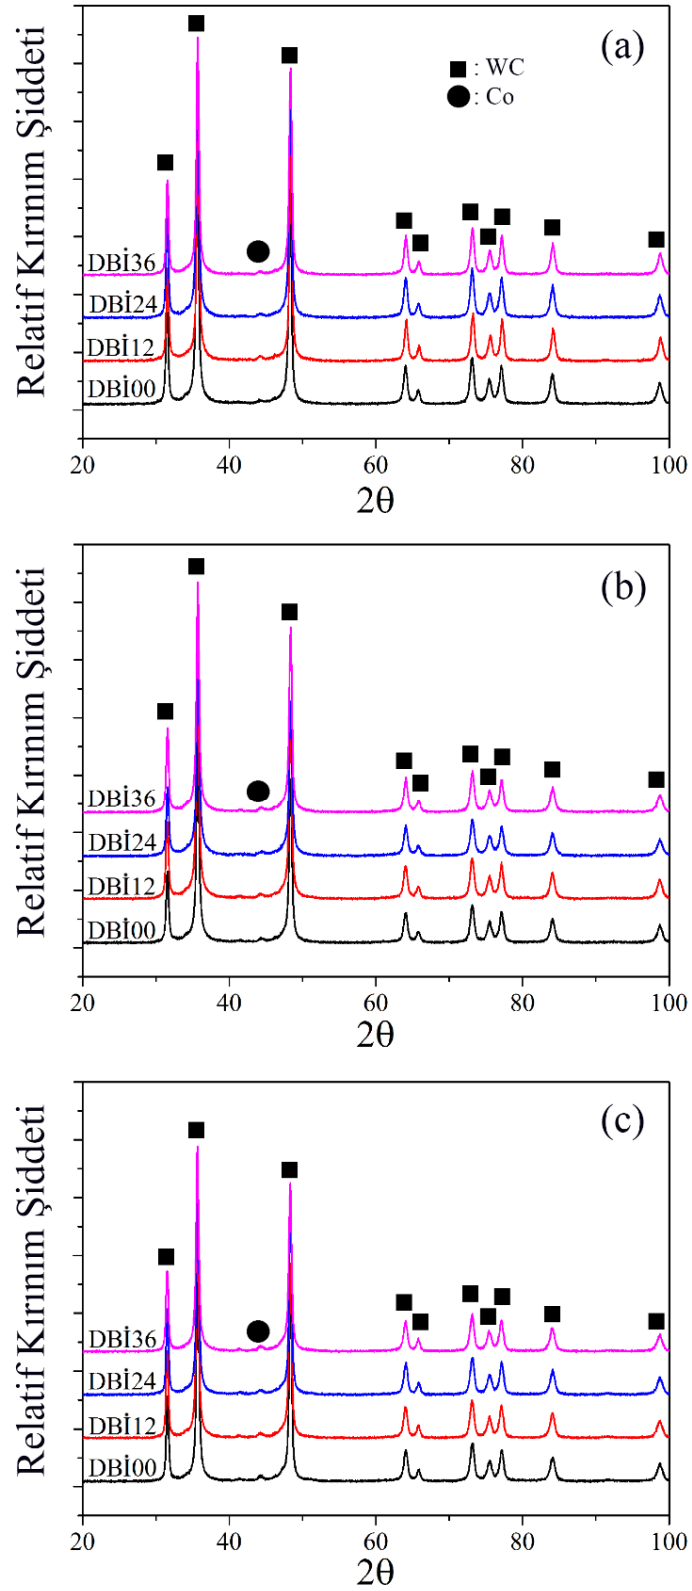 Relatif Kırınım Şiddeti
(a)
■ : WC
● : Co
DBİ36
DBİ24
DBİ12
DBİ00
20 40 60 80 100
2θ
Relatif Kırınım Şiddeti
(b)
DBİ36
DBİ24
DBİ12
DBİ00
20 40 60 80 100
2θ
Relatif Kırınım Şiddeti
(c)
DBİ36
DBİ24
DBİ12
DBİ00
20 40 60 80 100
2θ